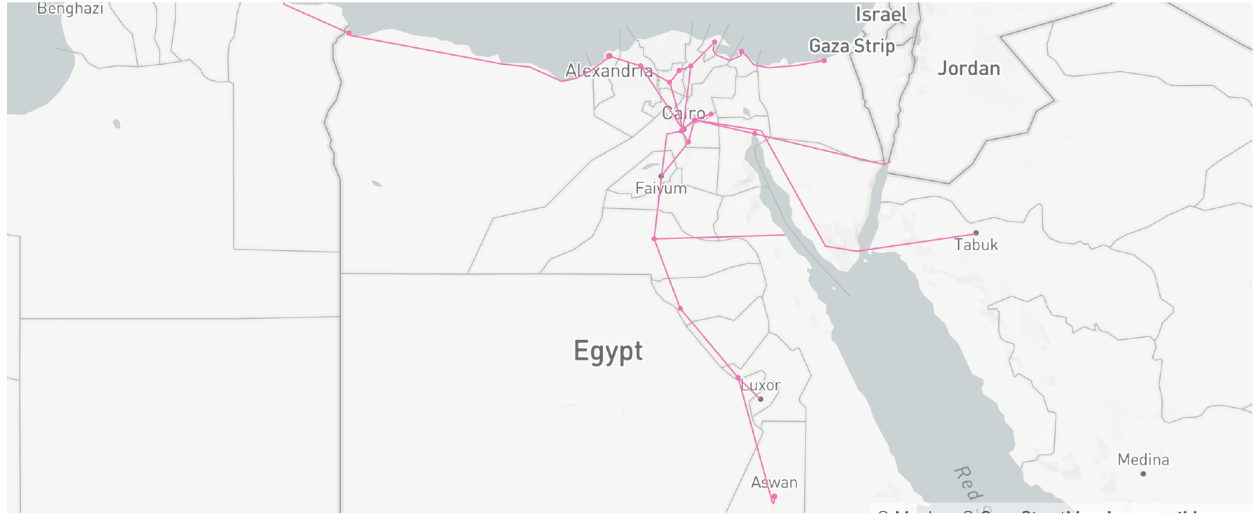 Benghazi
Israel
Gaza Strip
Alexandria
Jordan
Cairo
Faiyum
Tabuk
Egypt
Luxor
Medina
Aswan
Red